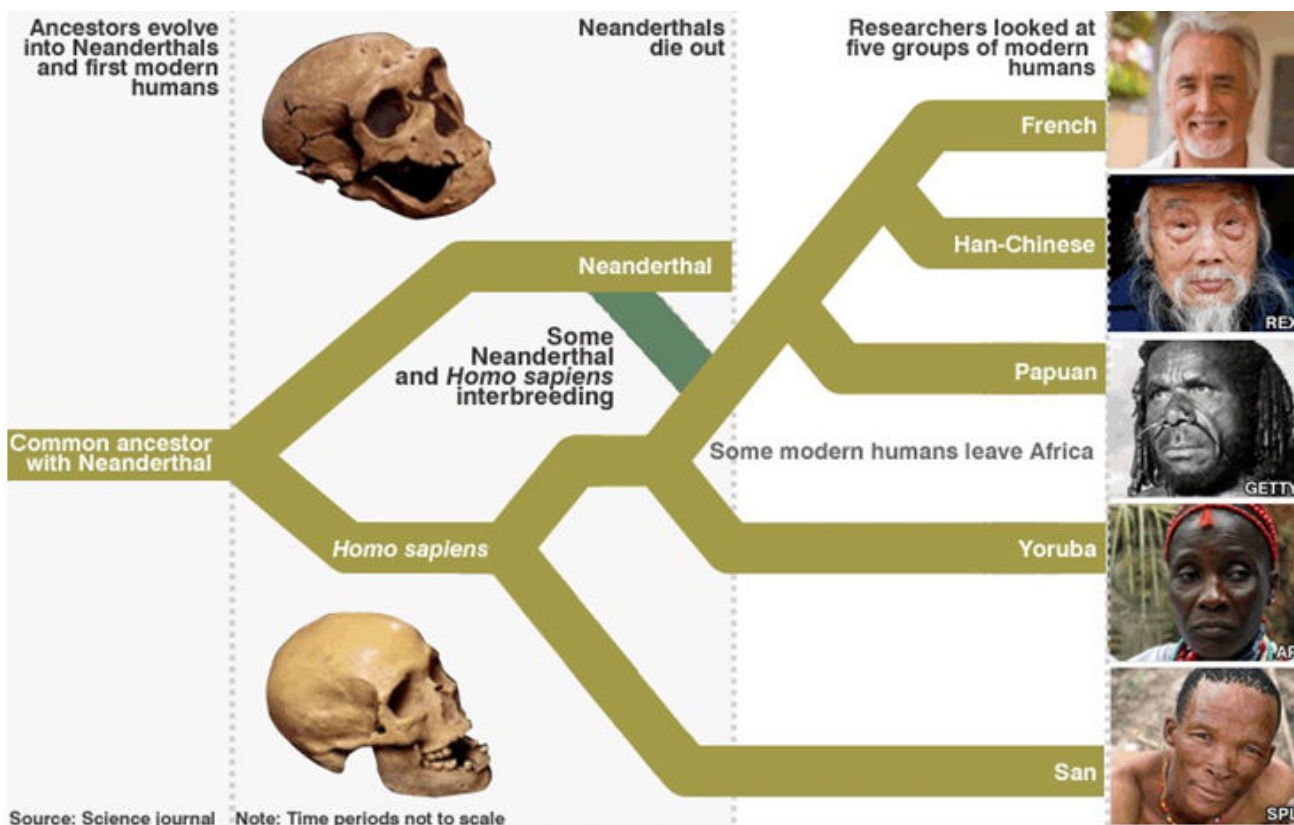 Ancestors evolve
into Neanderthals
and first modern
humans
Neanderthals
die out
Researchers looked at
five groups of modern
humans
French
Han-Chinese
REX
Neanderthal
Some
Neanderthal
and Homo sapiens
interbreeding
Papuan
Common ancestor
with Neanderthal
Some modern humans leave Africa
GETTY
Homo sapiens
Yoruba
AP
San
SPL
Source: Science journal
Note: Time periods not to scale